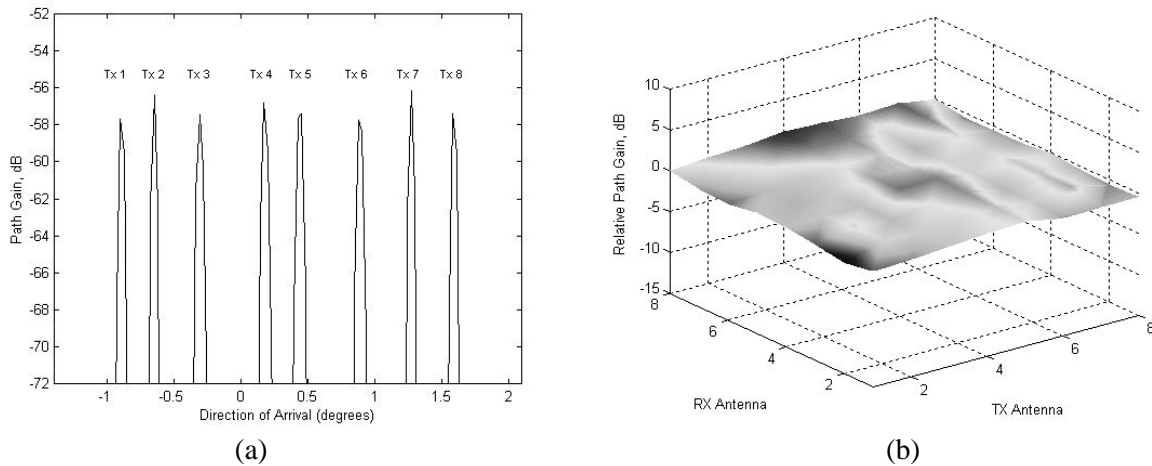 -52
-54
-56
-58
-60
-62
-64
-66
-68
-70
-72
Path Gain, dB
Tx 1 Tx 2 Tx 3 Tx 4 Tx 5 Tx 6 Tx 7 Tx 8
-1 -0.5 0 0.5 1 1.5 2
Direction of Arrival (degrees)
(a)
10
5
0
-5
-10
-15
Relative Path Gain, dB
8 6 4 2
RX Antenna
2 4 6 8
TX Antenna
(b)